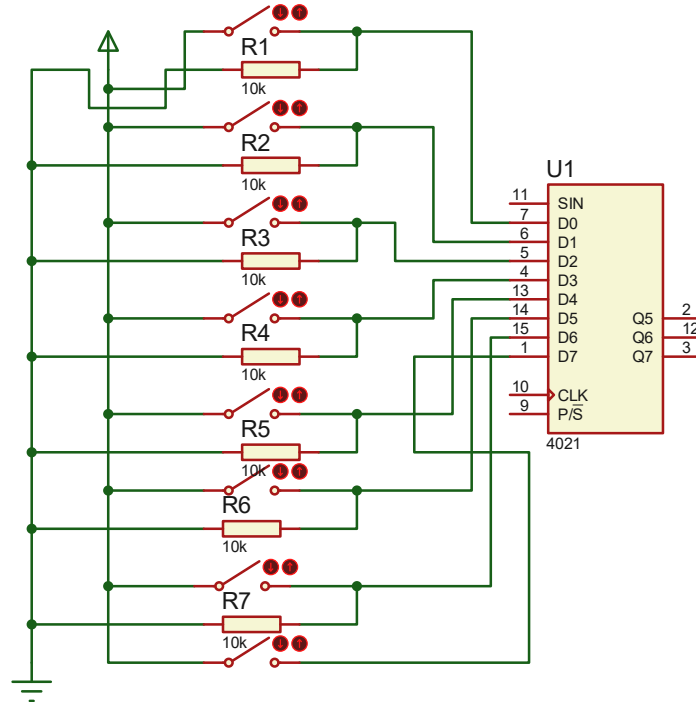 R1
10k
R2
10k
R3
10k
R4
10k
R5
10k
R6
10k
R7
10k
U1
11 SIN
7 D0
6 D1
5 D2
4 D3
13 D4
14 D5 Q5 2
15 D6 Q6 12
1 D7 Q7 3
10 CLK
9 P/S̅
4021